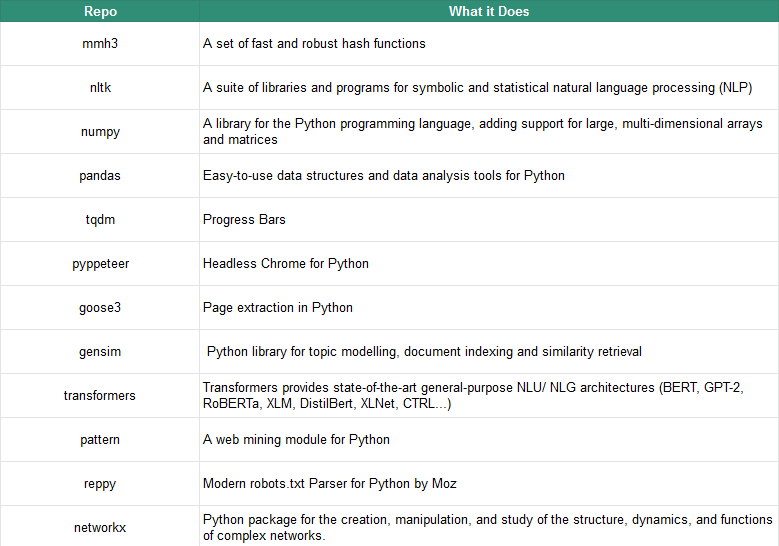 Repo What it Does
mmh3 A set of fast and robust hash functions
nltk A suite of libraries and programs for symbolic and statistical natural language processing (NLP)
numpy A library for the Python programming language, adding support for large, multi-dimensional arrays
and matrices
pandas Easy-to-use data structures and data analysis tools for Python
tqdm Progress Bars
pyppeteer Headless Chrome for Python
goose3 Page extraction in Python
gensim Python library for topic modelling, document indexing and similarity retrieval
transformers Transformers provides state-of-the-art general-purpose NLU/ NLG architectures (BERT, GPT-2,
RoBERTa, XLM, DistilBert, XLNet, CTRL...)
pattern A web mining module for Python
reppy Modern robots.txt Parser for Python by Moz
networkx Python package for the creation, manipulation, and study of the structure, dynamics, and functions
of complex networks.